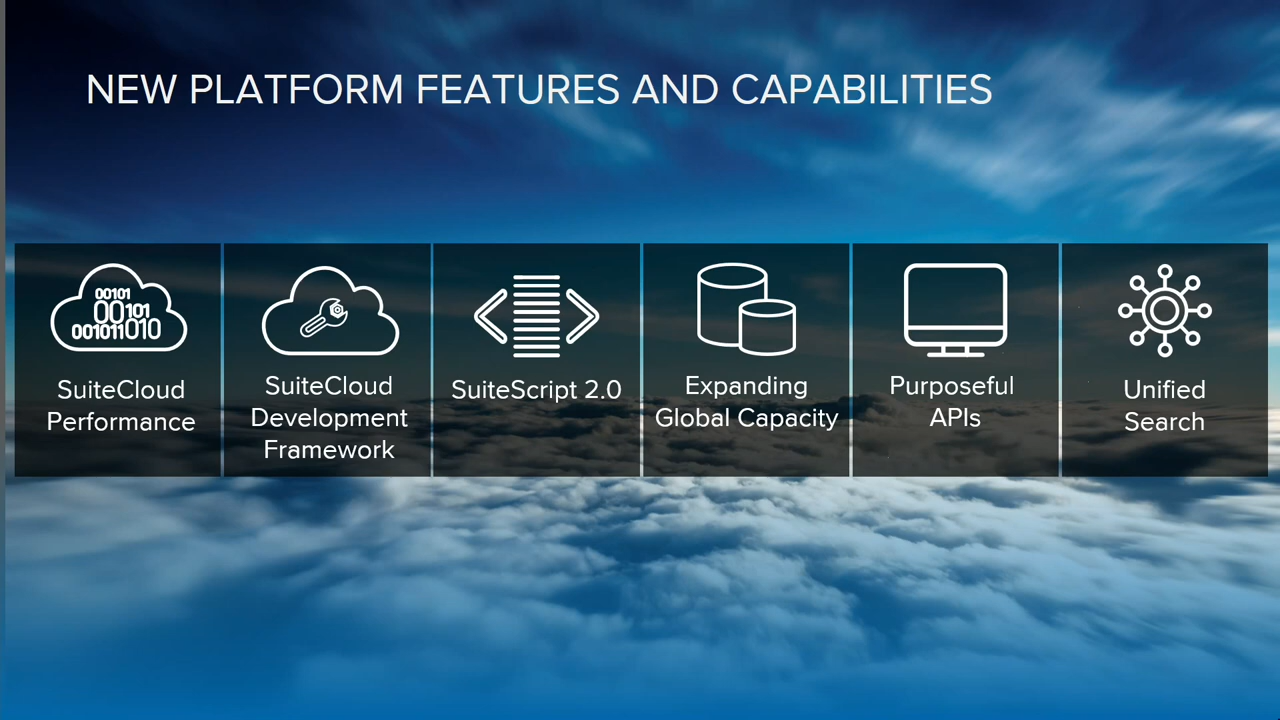 NEW PLATFORM FEATURES AND CAPABILITIES
00101
00101
001011010
SuiteCloud
Performance
SuiteCloud
Development
Framework
SuiteScript 2.0
Expanding
Global Capacity
Purposeful
APIs
Unified
Search